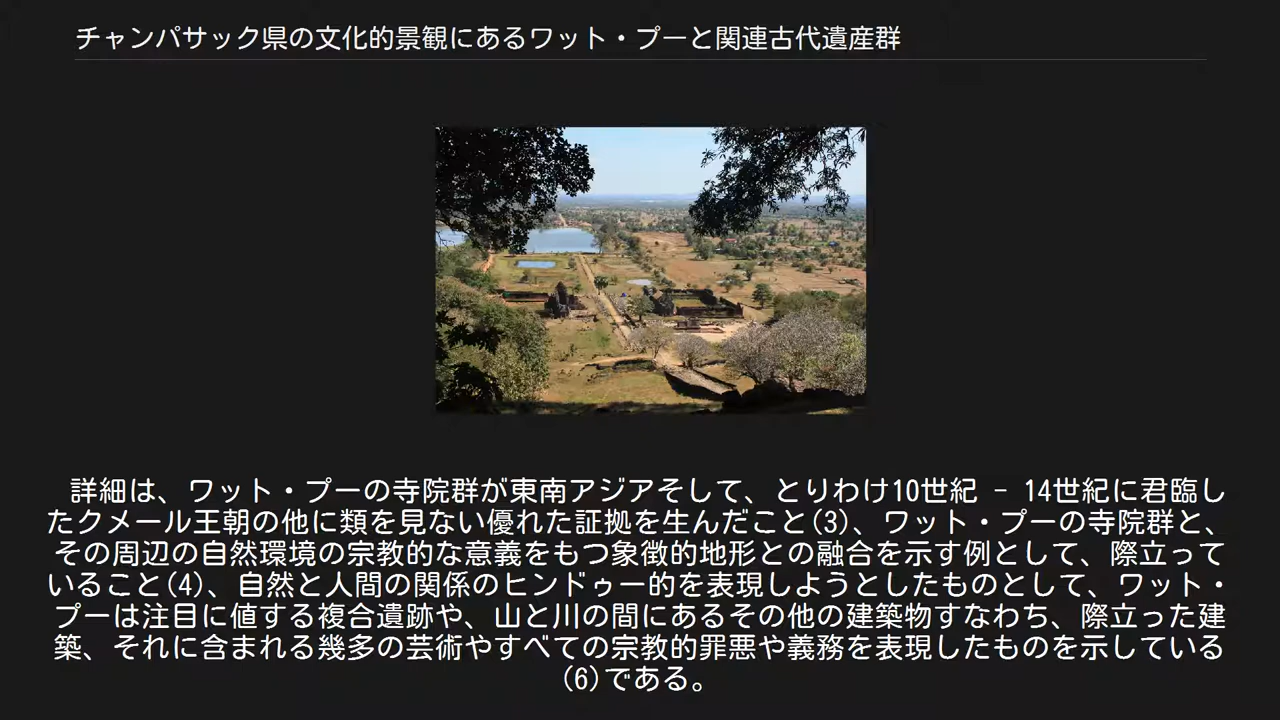 チャンパサック県の文化的景観にあるワット・プーと関連古代遺産群
詳細は、ワット・プーの寺院群が東南アジアそして、とりわけ10世紀 － 14世紀に君臨し
たクメール王朝の他に類を見ない優れた証拠を生んだこと(3)、ワット・プーの寺院群と、
その周辺の自然環境の宗教的な意義をもつ象徴的地形との融合を示す例として、際立って
いること(4)、自然と人間の関係のヒンドゥー的を表現しようとしたものとして、ワット・
プーは注目に値する複合遺跡や、山と川の間にあるその他の建築物すなわち、際立った建
築、それに含まれる幾多の芸術やすべての宗教的罪悪や義務を表現したものを示している
(6)である。